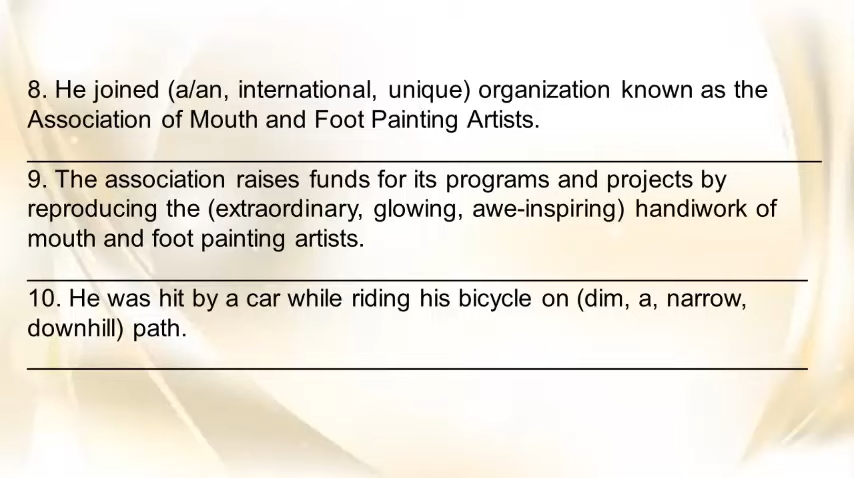 8. He joined (a/an, international, unique) organization known as the
Association of Mouth and Foot Painting Artists.
9. The association raises funds for its programs and projects by
reproducing the (extraordinary, glowing, awe-inspiring) handiwork of
mouth and foot painting artists.
10. He was hit by a car while riding his bicycle on (dim, a, narrow,
downhill) path.